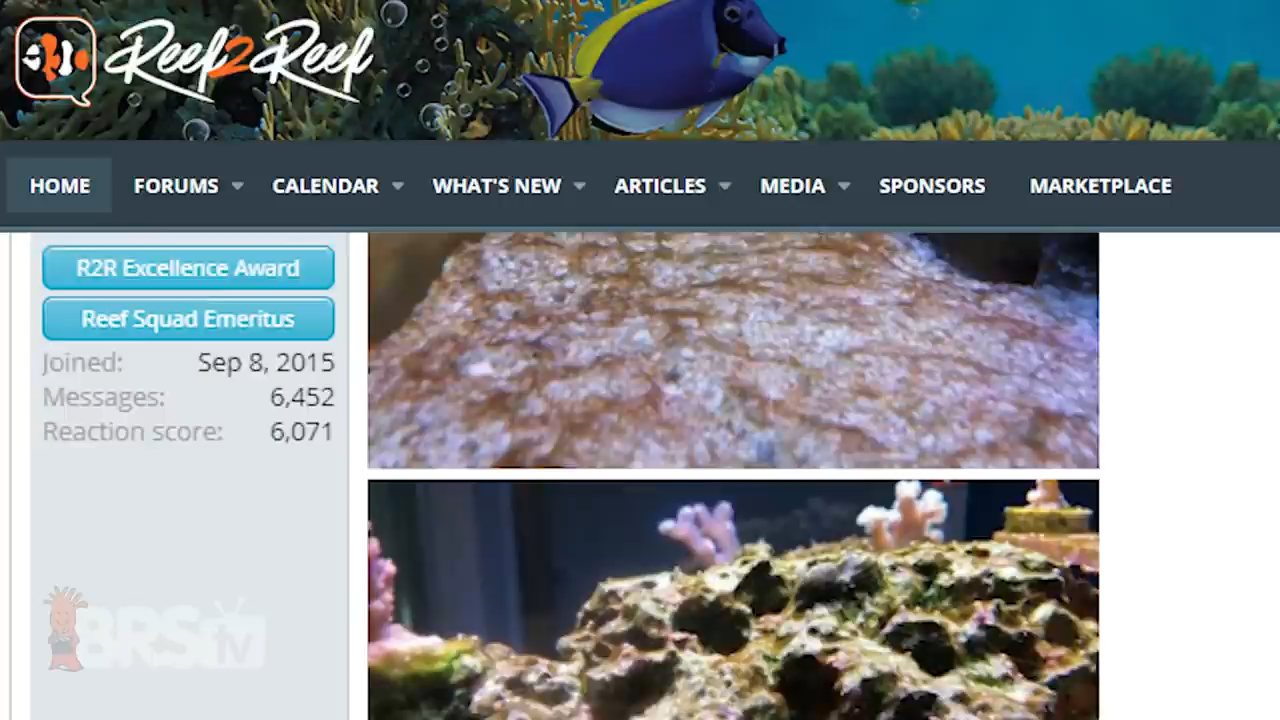 Reef2Reef
HOME FORUMS CALENDAR WHAT'S NEW ARTICLES MEDIA SPONSORS MARKETPLACE
R2R Excellence Award
Reef Squad Emeritus
Joined: Sep 8, 2015
Messages: 6,452
Reaction score: 6,071
BRStv